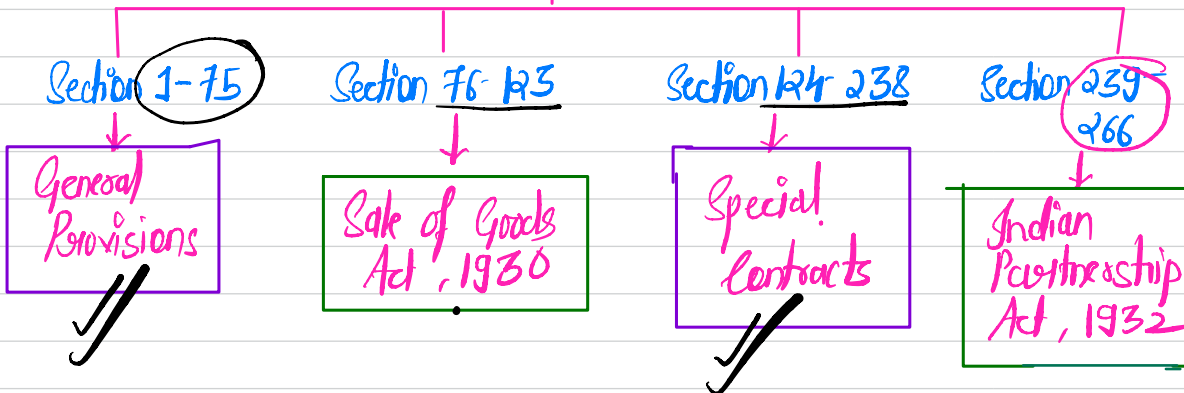 Section 1-75
Section 76-123
Section 124-238
Section 239-
266
General
Provisions
Sale of Goods
Act, 1930
Special
Contracts
Indian
Partnership
Act, 1932